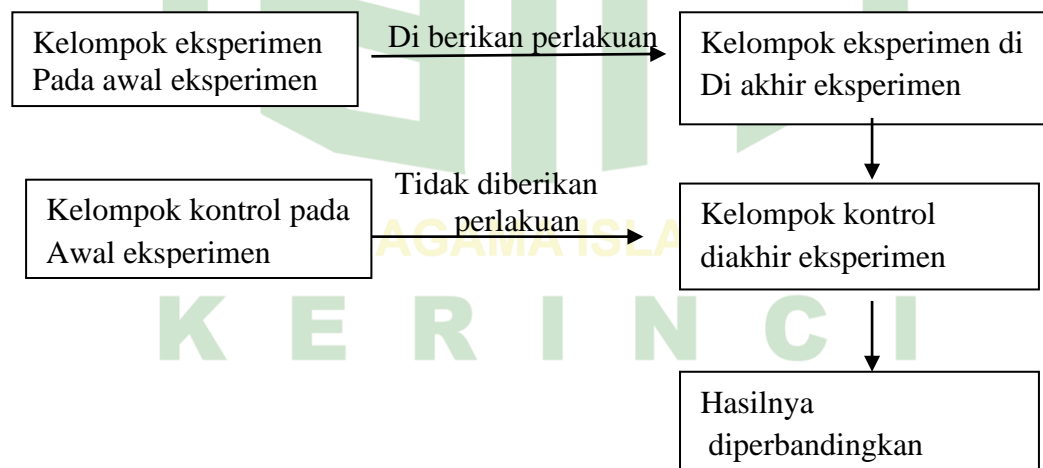 Kelompok eksperimen
Pada awal eksperimen
Di berikan perlakuan
Kelompok eksperimen di
Di akhir eksperimen
Kelompok kontrol pada
Awal eksperimen
Tidak diberikan
perlakuan
Kelompok kontrol
diakhir eksperimen
AGAMA ISLA
KERINCI
Hasilnya
diperbandingkan